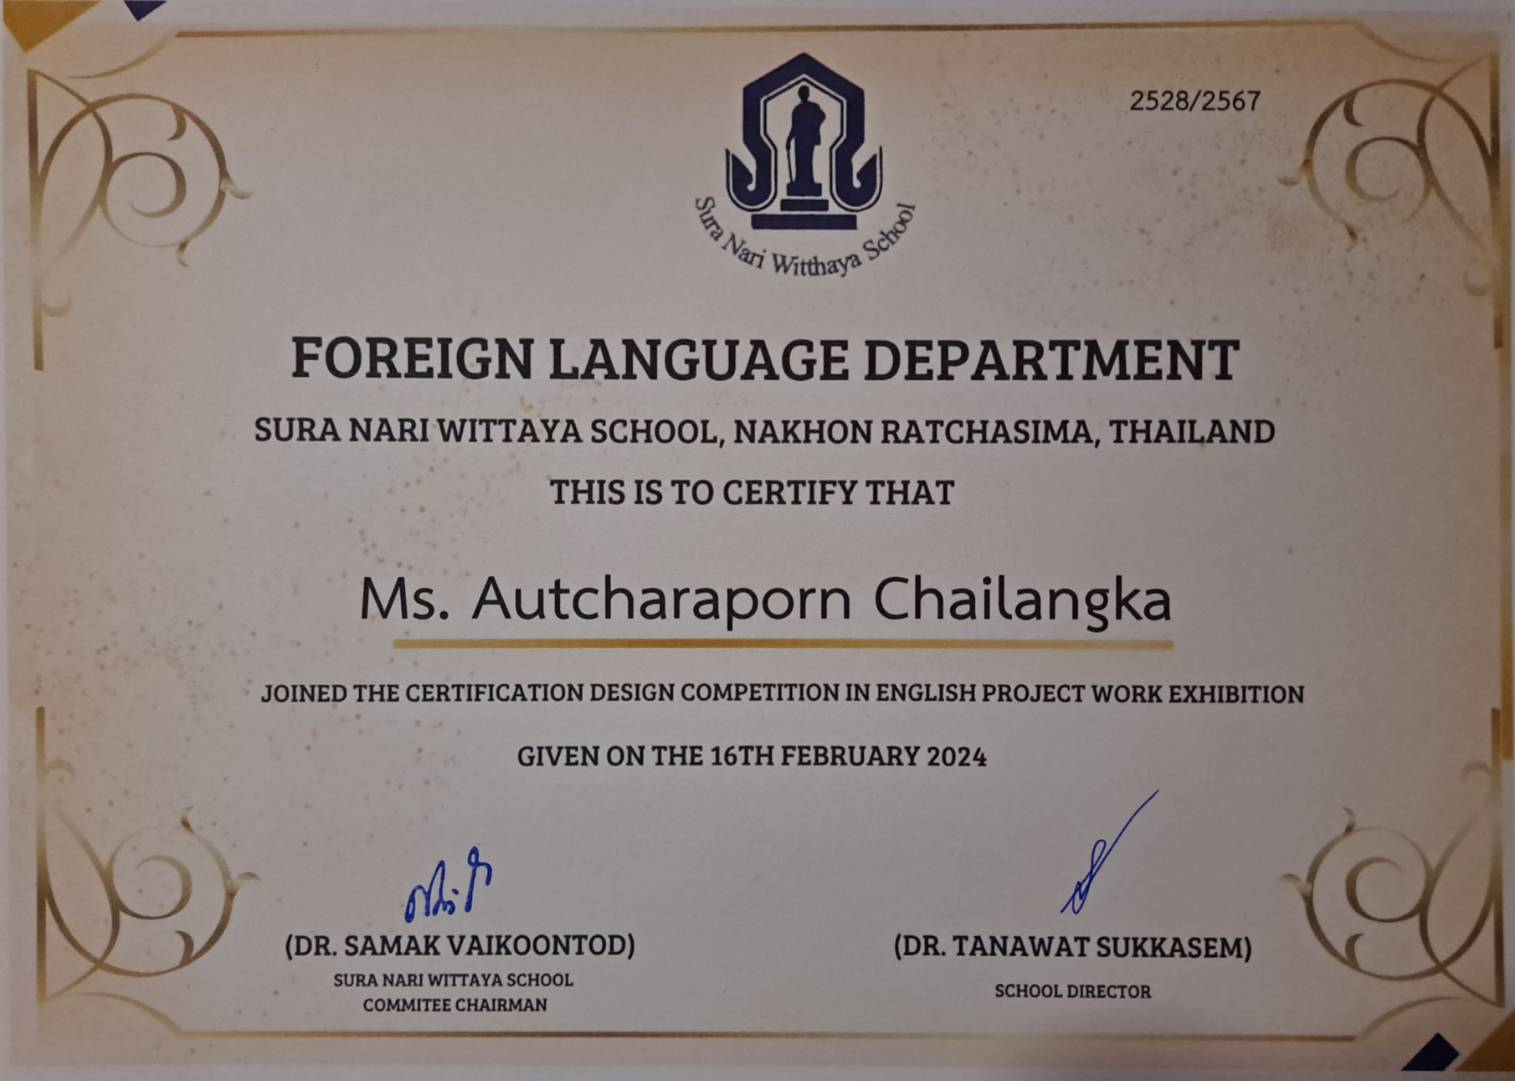 2528/2567
Sura Nari Witthaya School
FOREIGN LANGUAGE DEPARTMENT
SURA NARI WITTAYA SCHOOL, NAKHON RATCHASIMA, THAILAND
THIS IS TO CERTIFY THAT
Ms. Autcharaporn Chailangka
JOINED THE CERTIFICATION DESIGN COMPETITION IN ENGLISH PROJECT WORK EXHIBITION
GIVEN ON THE 16TH FEBRUARY 2024
(DR. SAMAK VAIKOONTOD)
SURA NARI WITTAYA SCHOOL
COMMITEE CHAIRMAN
(DR. TANAWAT SUKKASEM)
SCHOOL DIRECTOR